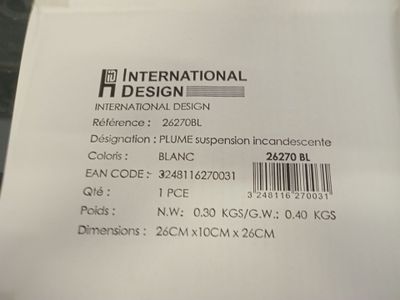 INTERNATIONAL
DESIGN
INTERNATIONAL DESIGN
Référence : 26270BL
Désignation : PLUME suspension incandescente
Coloris : BLANC
26270 BL
EAN CODE : 3248116270031
3 248116 270031
Qté : 1 PCE
Poids : N.W: 0.30 KGS/G.W.: 0.40 KGS
Dimensions : 26CM x10CM x 26CM